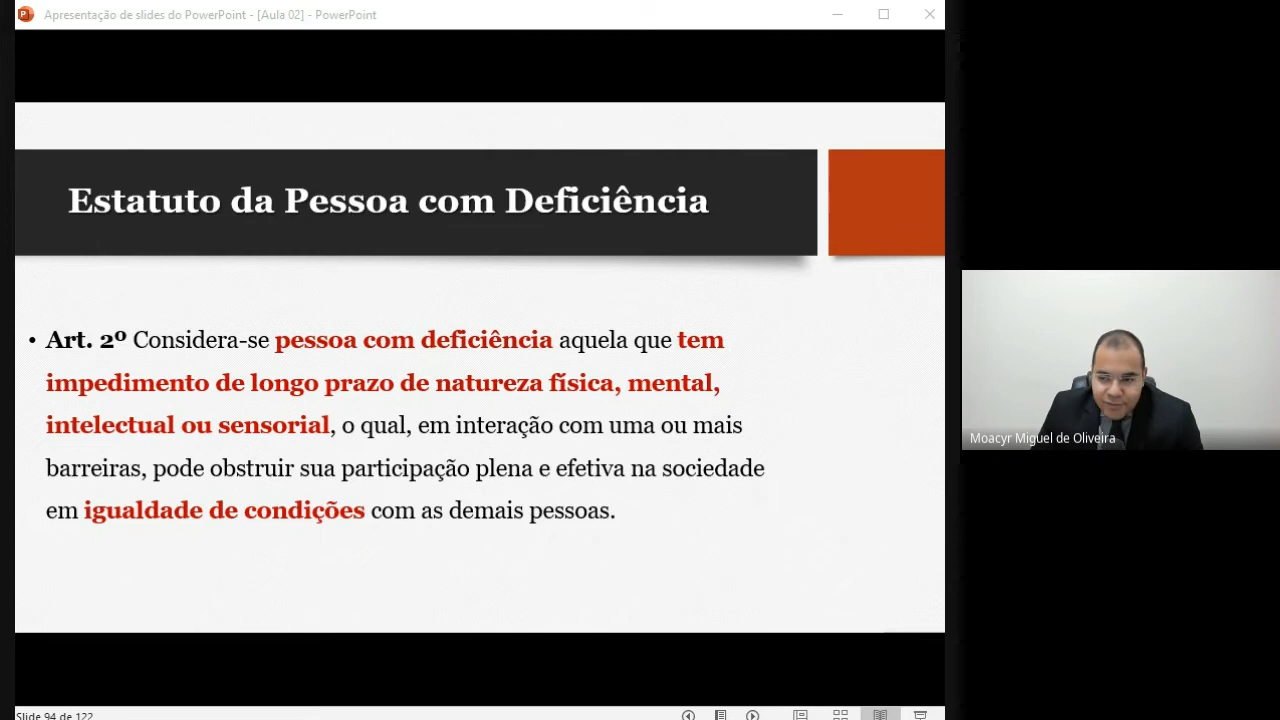 Apresentação de slides do PowerPoint - [Aula 02] - PowerPoint
Estatuto da Pessoa com Deficiência
• Art. 2º Considera-se pessoa com deficiência aquela que tem
impedimento de longo prazo de natureza física, mental,
intelectual ou sensorial, o qual, em interação com uma ou mais
barreiras, pode obstruir sua participação plena e efetiva na sociedade
em igualdade de condições com as demais pessoas.
Moacyr Miguel de Oliveira
Slide 94 de 122